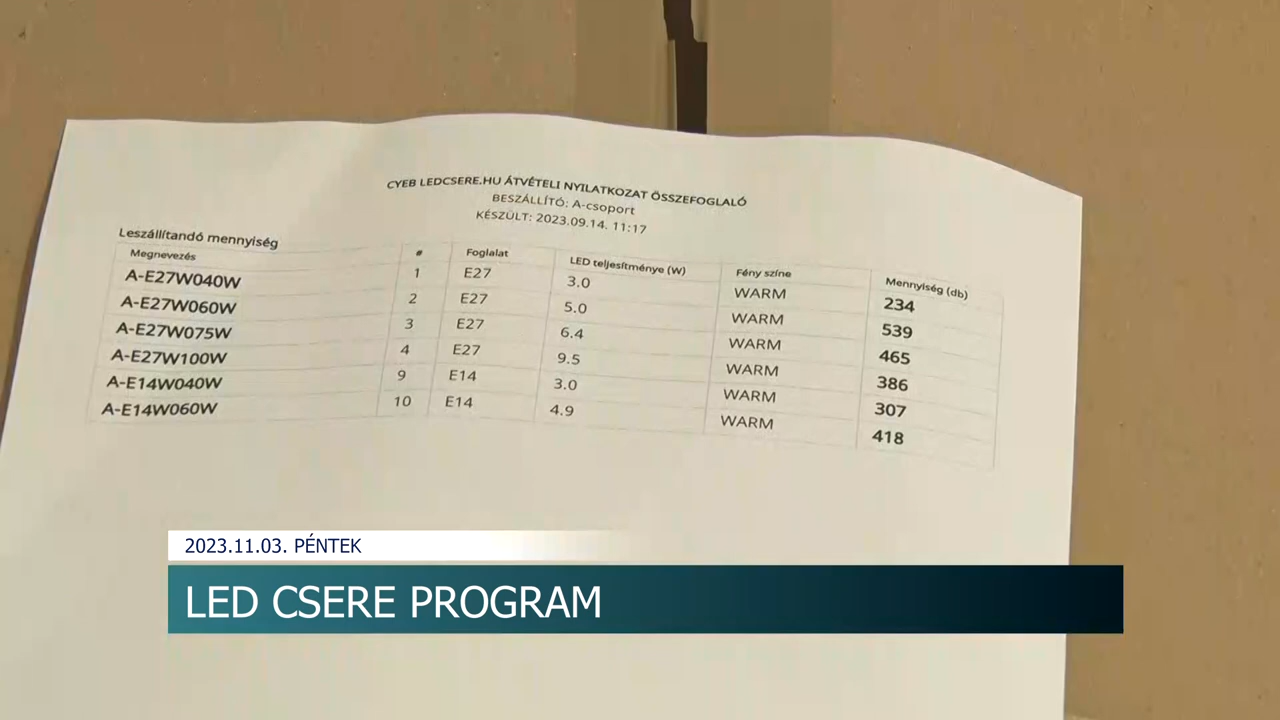 CYEB LEDCSERE.HU ÁTVÉTELI NYILATKOZAT ÖSSZEFOGLALÓ
BESZÁLLÍTÓ: A-csoport
KÉSZÜLT: 2023.09.14. 11:17
Leszállítandó mennyiség
Megnevezés # Foglalat LED teljesítménye (W) Fény színe Mennyiség (db)
A-E27W040W 1 E27 3.0 WARM 234
A-E27W060W 2 E27 5.0 WARM 539
A-E27W075W 3 E27 6.4 WARM 465
A-E27W100W 4 E27 9.5 WARM 386
A-E14W040W 9 E14 3.0 WARM 307
A-E14W060W 10 E14 4.9 WARM 418
2023.11.03. PÉNTEK
LED CSERE PROGRAM